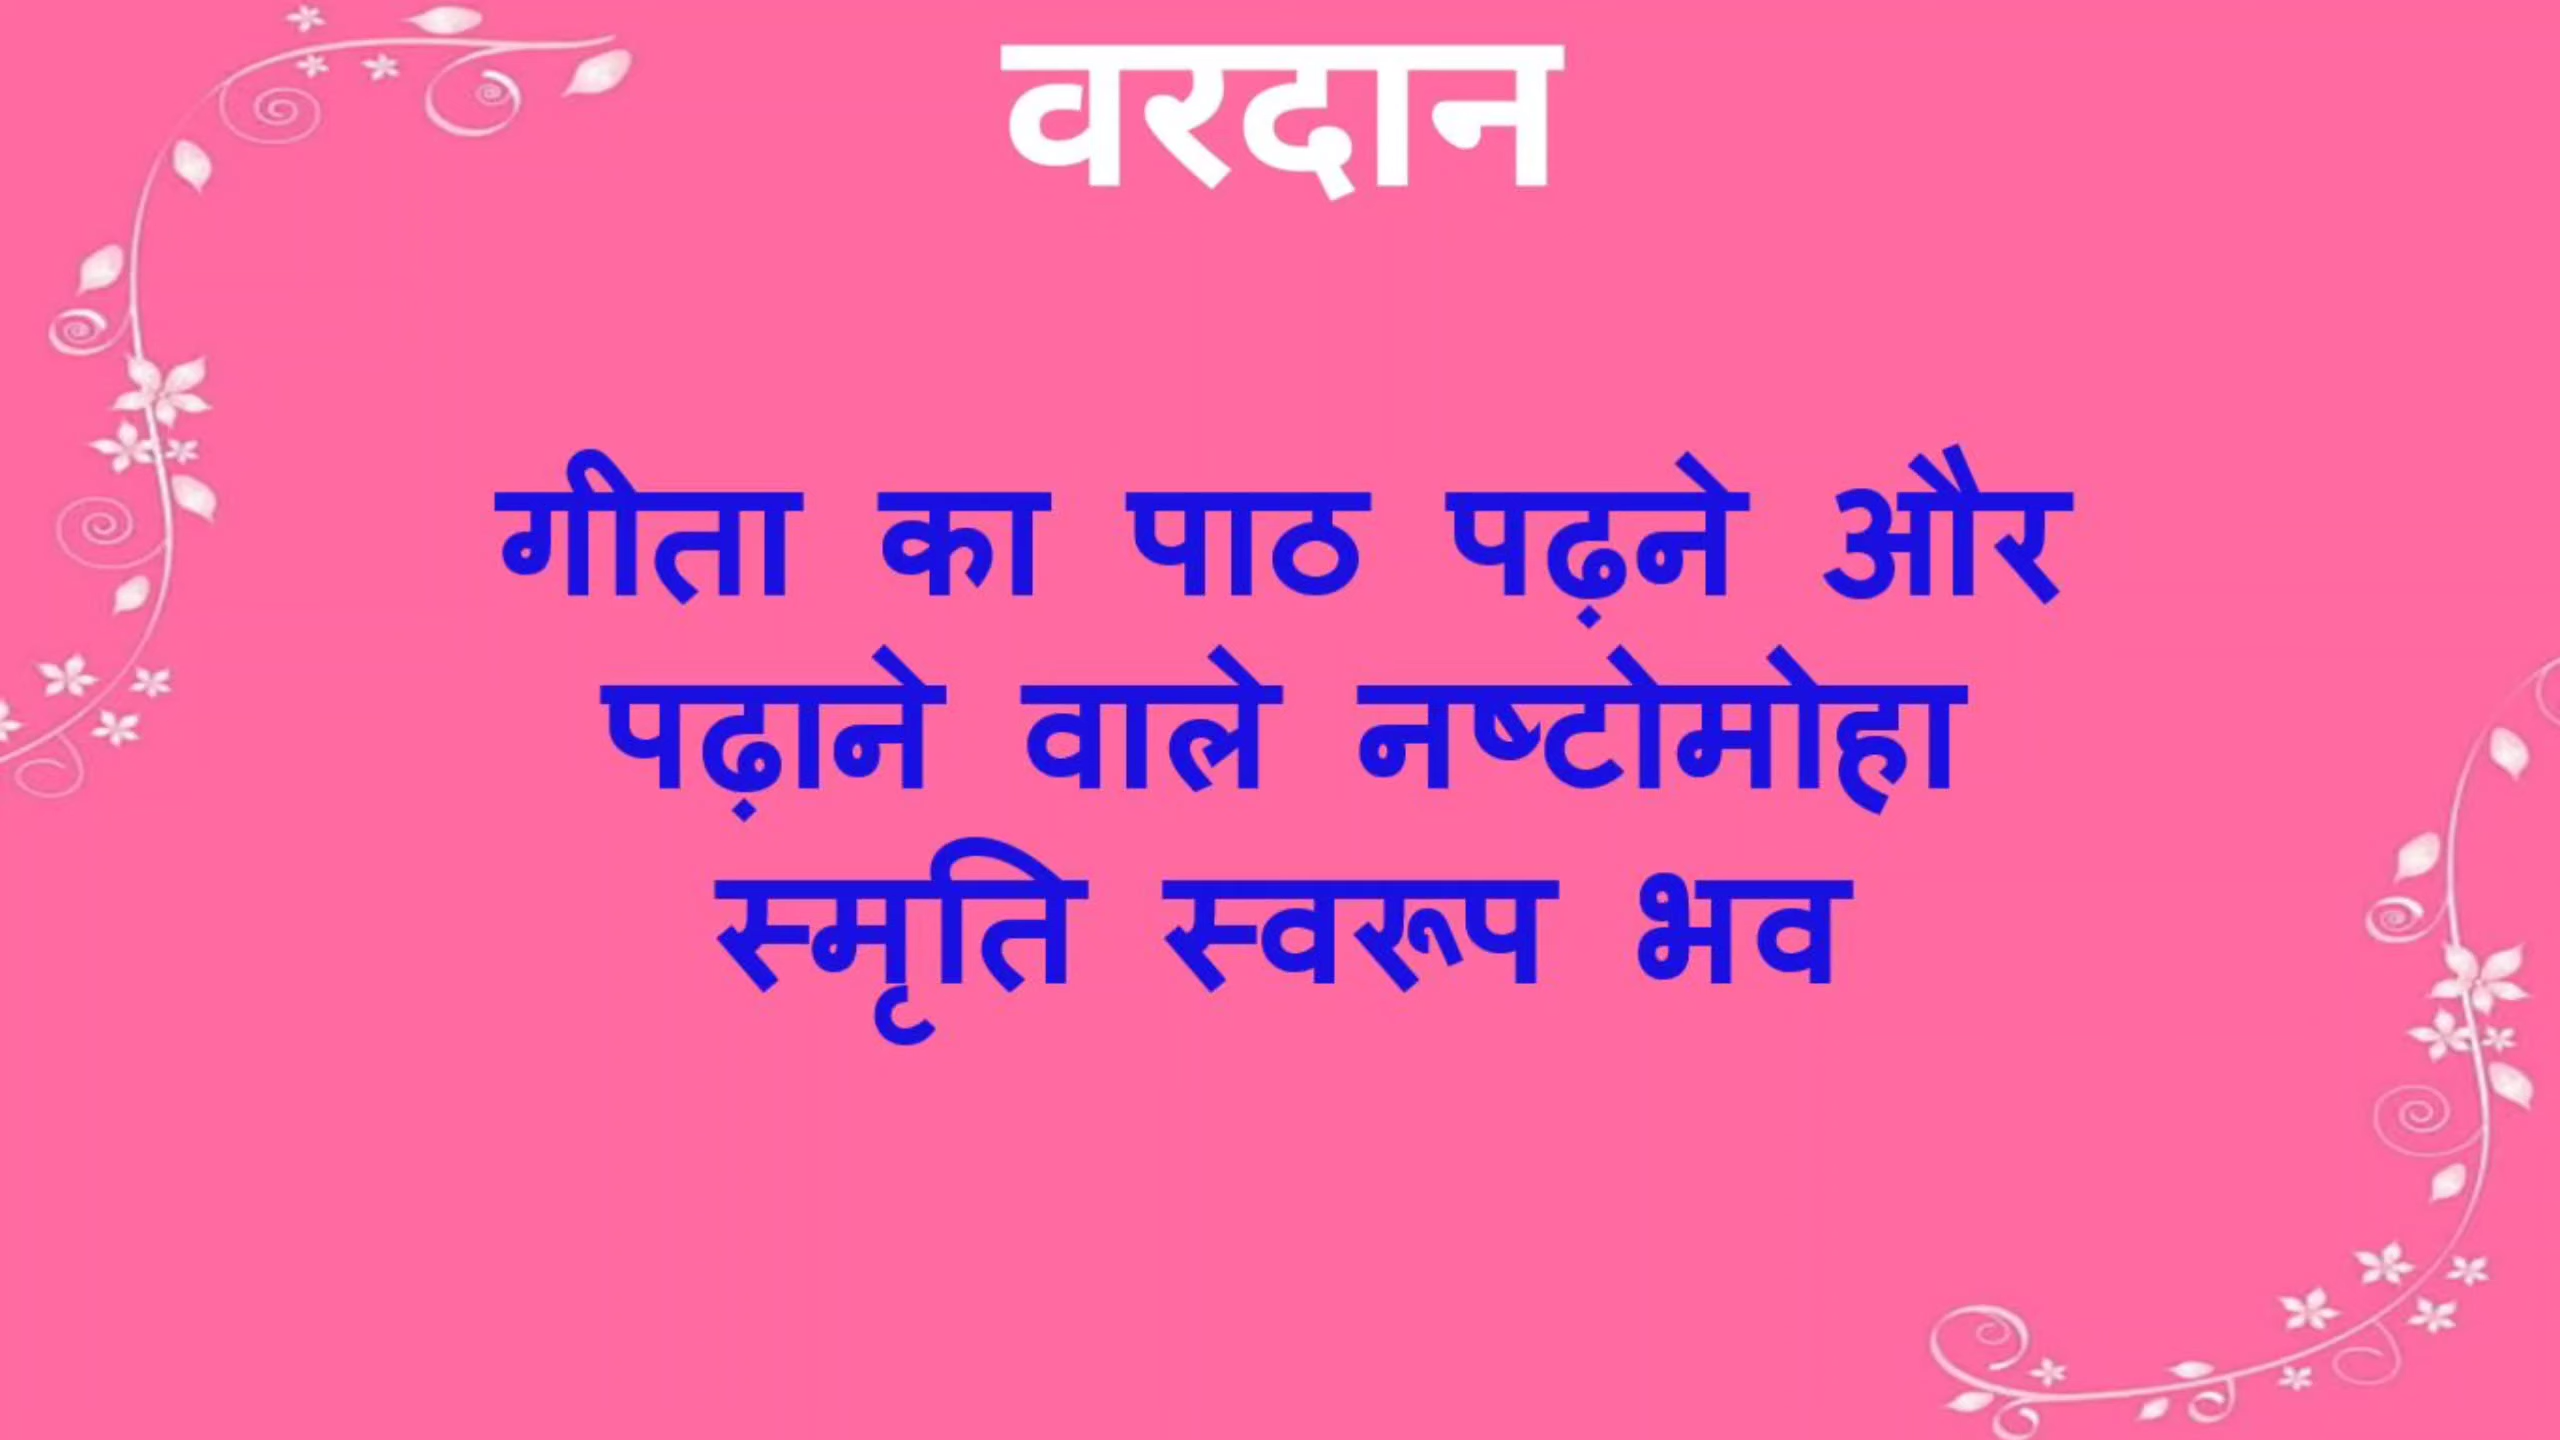 वरदान
गीता का पाठ पढ़ने और
पढ़ाने वाले नष्टोमोहा
स्मृति स्वरूप भव